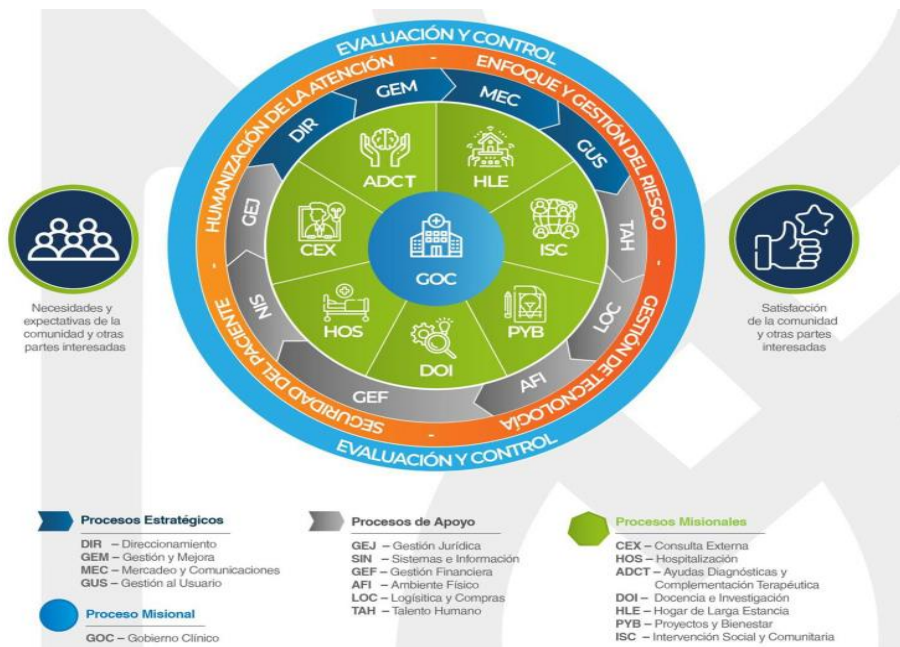 EVALUACIÓN Y CONTROL
HUMANIZACIÓN DE LA ATENCIÓN - ENFOQUE Y GESTIÓN DEL RIESGO - GESTIÓN DE TECNOLOGÍA - SEGURIDAD DEL PACIENTE -
DIR
GEM
MEC
GUS
TAH
LOC
AFI
GEF
SIN
GEJ
ADCT
HLE
CEX
ISC
GOC
HOS
PYB
DOI
EVALUACIÓN Y CONTROL
Necesidades y
expectativas de la
comunidad y otras
partes interesadas
Satisfacción
de la comunidad
y otras partes
interesadas
Procesos Estratégicos
DIR – Direccionamiento
GEM – Gestión y Mejora
MEC – Mercadeo y Comunicaciones
GUS – Gestión al Usuario
Proceso Misional
GOC – Gobierno Clínico
Procesos de Apoyo
GEJ – Gestión Jurídica
SIN – Sistemas e Información
GEF – Gestión Financiera
AFI – Ambiente Físico
LOC – Logísitica y Compras
TAH – Talento Humano
Procesos Misionales
CEX – Consulta Externa
HOS – Hospitalización
ADCT – Ayudas Diagnósticas y
Complementación Terapéutica
DOI – Docencia e Investigación
HLE – Hogar de Larga Estancia
PYB – Proyectos y Bienestar
ISC – Intervención Social y Comunitaria